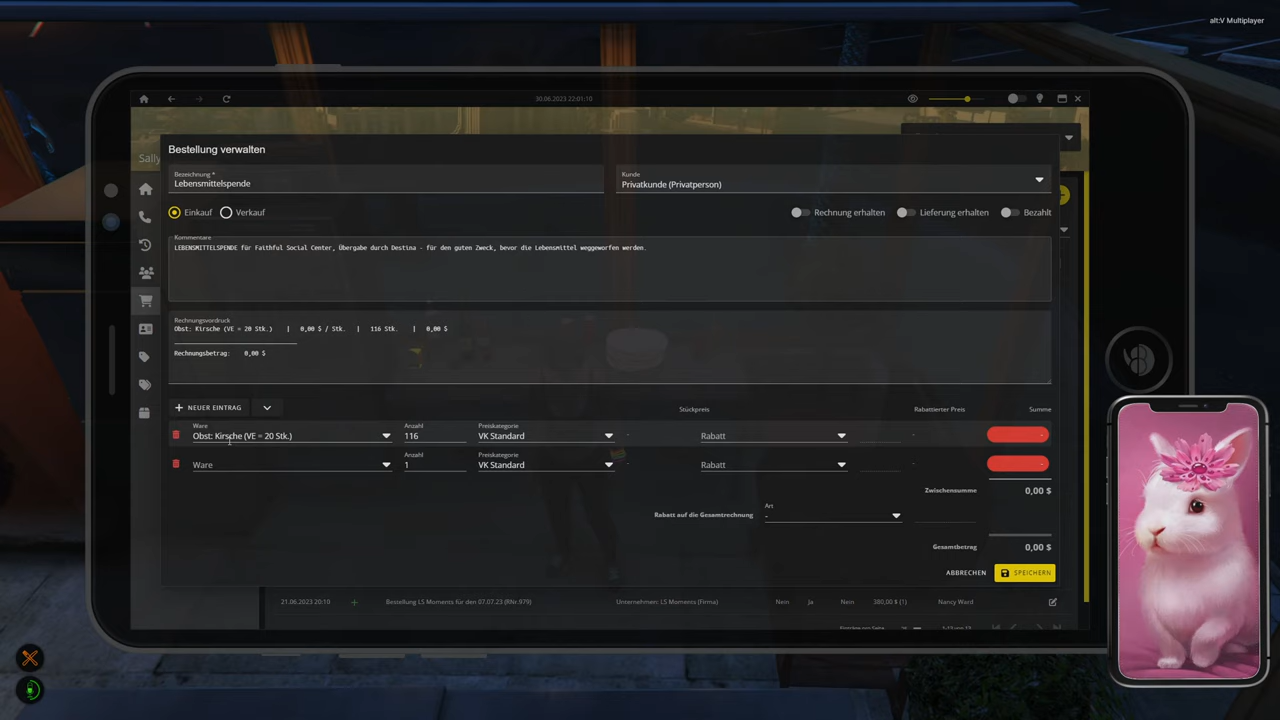 alt:V Multiplayer
30.06.2023 22:01:10
Sally
Bestellung verwalten
Bezeichnung *
Lebensmittelspende
Kunde
Privatkunde (Privatperson)
Einkauf
Verkauf
Rechnung erhalten
Lieferung erhalten
Bezahlt
Kommentare
LEBENSMITTELSPENDE für Faithful Social Center, Übergabe durch Destina - für den guten Zweck, bevor die Lebensmittel weggeworfen werden.
Rechnungsvordruck
Obst: Kirsche (VE = 20 Stk.) | 0,00 $ / Stk. | 116 Stk. | 0,00 $
Rechnungsbetrag: 0,00 $
NEUER EINTRAG
Stückpreis
Rabattierter Preis
Summe
Ware
Obst: Kirsche (VE = 20 Stk.)
Anzahl
116
Preiskategorie
VK Standard
-
Rabatt
-
-
Ware
Anzahl
1
Preiskategorie
VK Standard
-
Rabatt
-
-
Zwischensumme
0,00 $
Rabatt auf die Gesamtrechnung
Art
-
Gesamtbetrag
0,00 $
ABBRECHEN
SPEICHERN
21.06.2023 20:10
Bestellung LS Moments für den 07.07.23 (RNr.979)
Unternehmen: LS Moments (Firma)
Nein
Ja
Nein
380,00 $ (1)
Nancy Ward